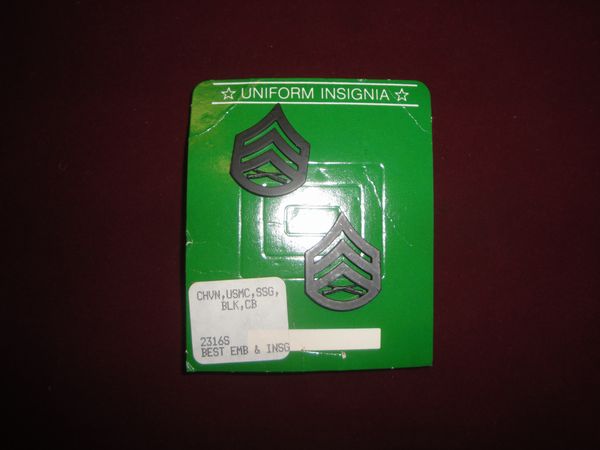 ☆ UNIFORM INSIGNIA ☆
CHVN,USMC,SSG,
BLK,CB
2316S
BEST EMB & INSG